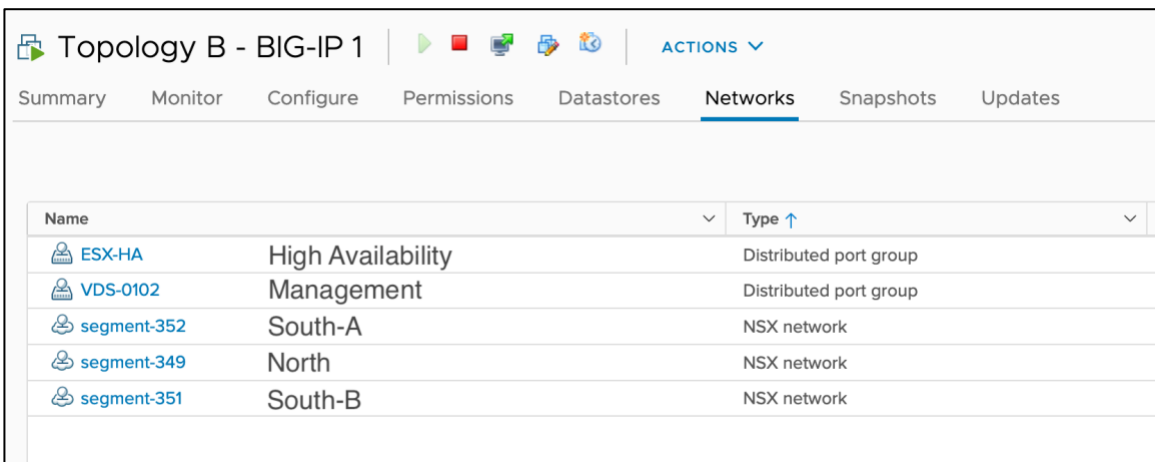 Topology B - BIG-IP 1 ACTIONS
Summary Monitor Configure Permissions Datastores Networks Snapshots Updates
Name Type ↑
ESX-HA High Availability Distributed port group
VDS-0102 Management Distributed port group
segment-352 South-A NSX network
segment-349 North NSX network
segment-351 South-B NSX network